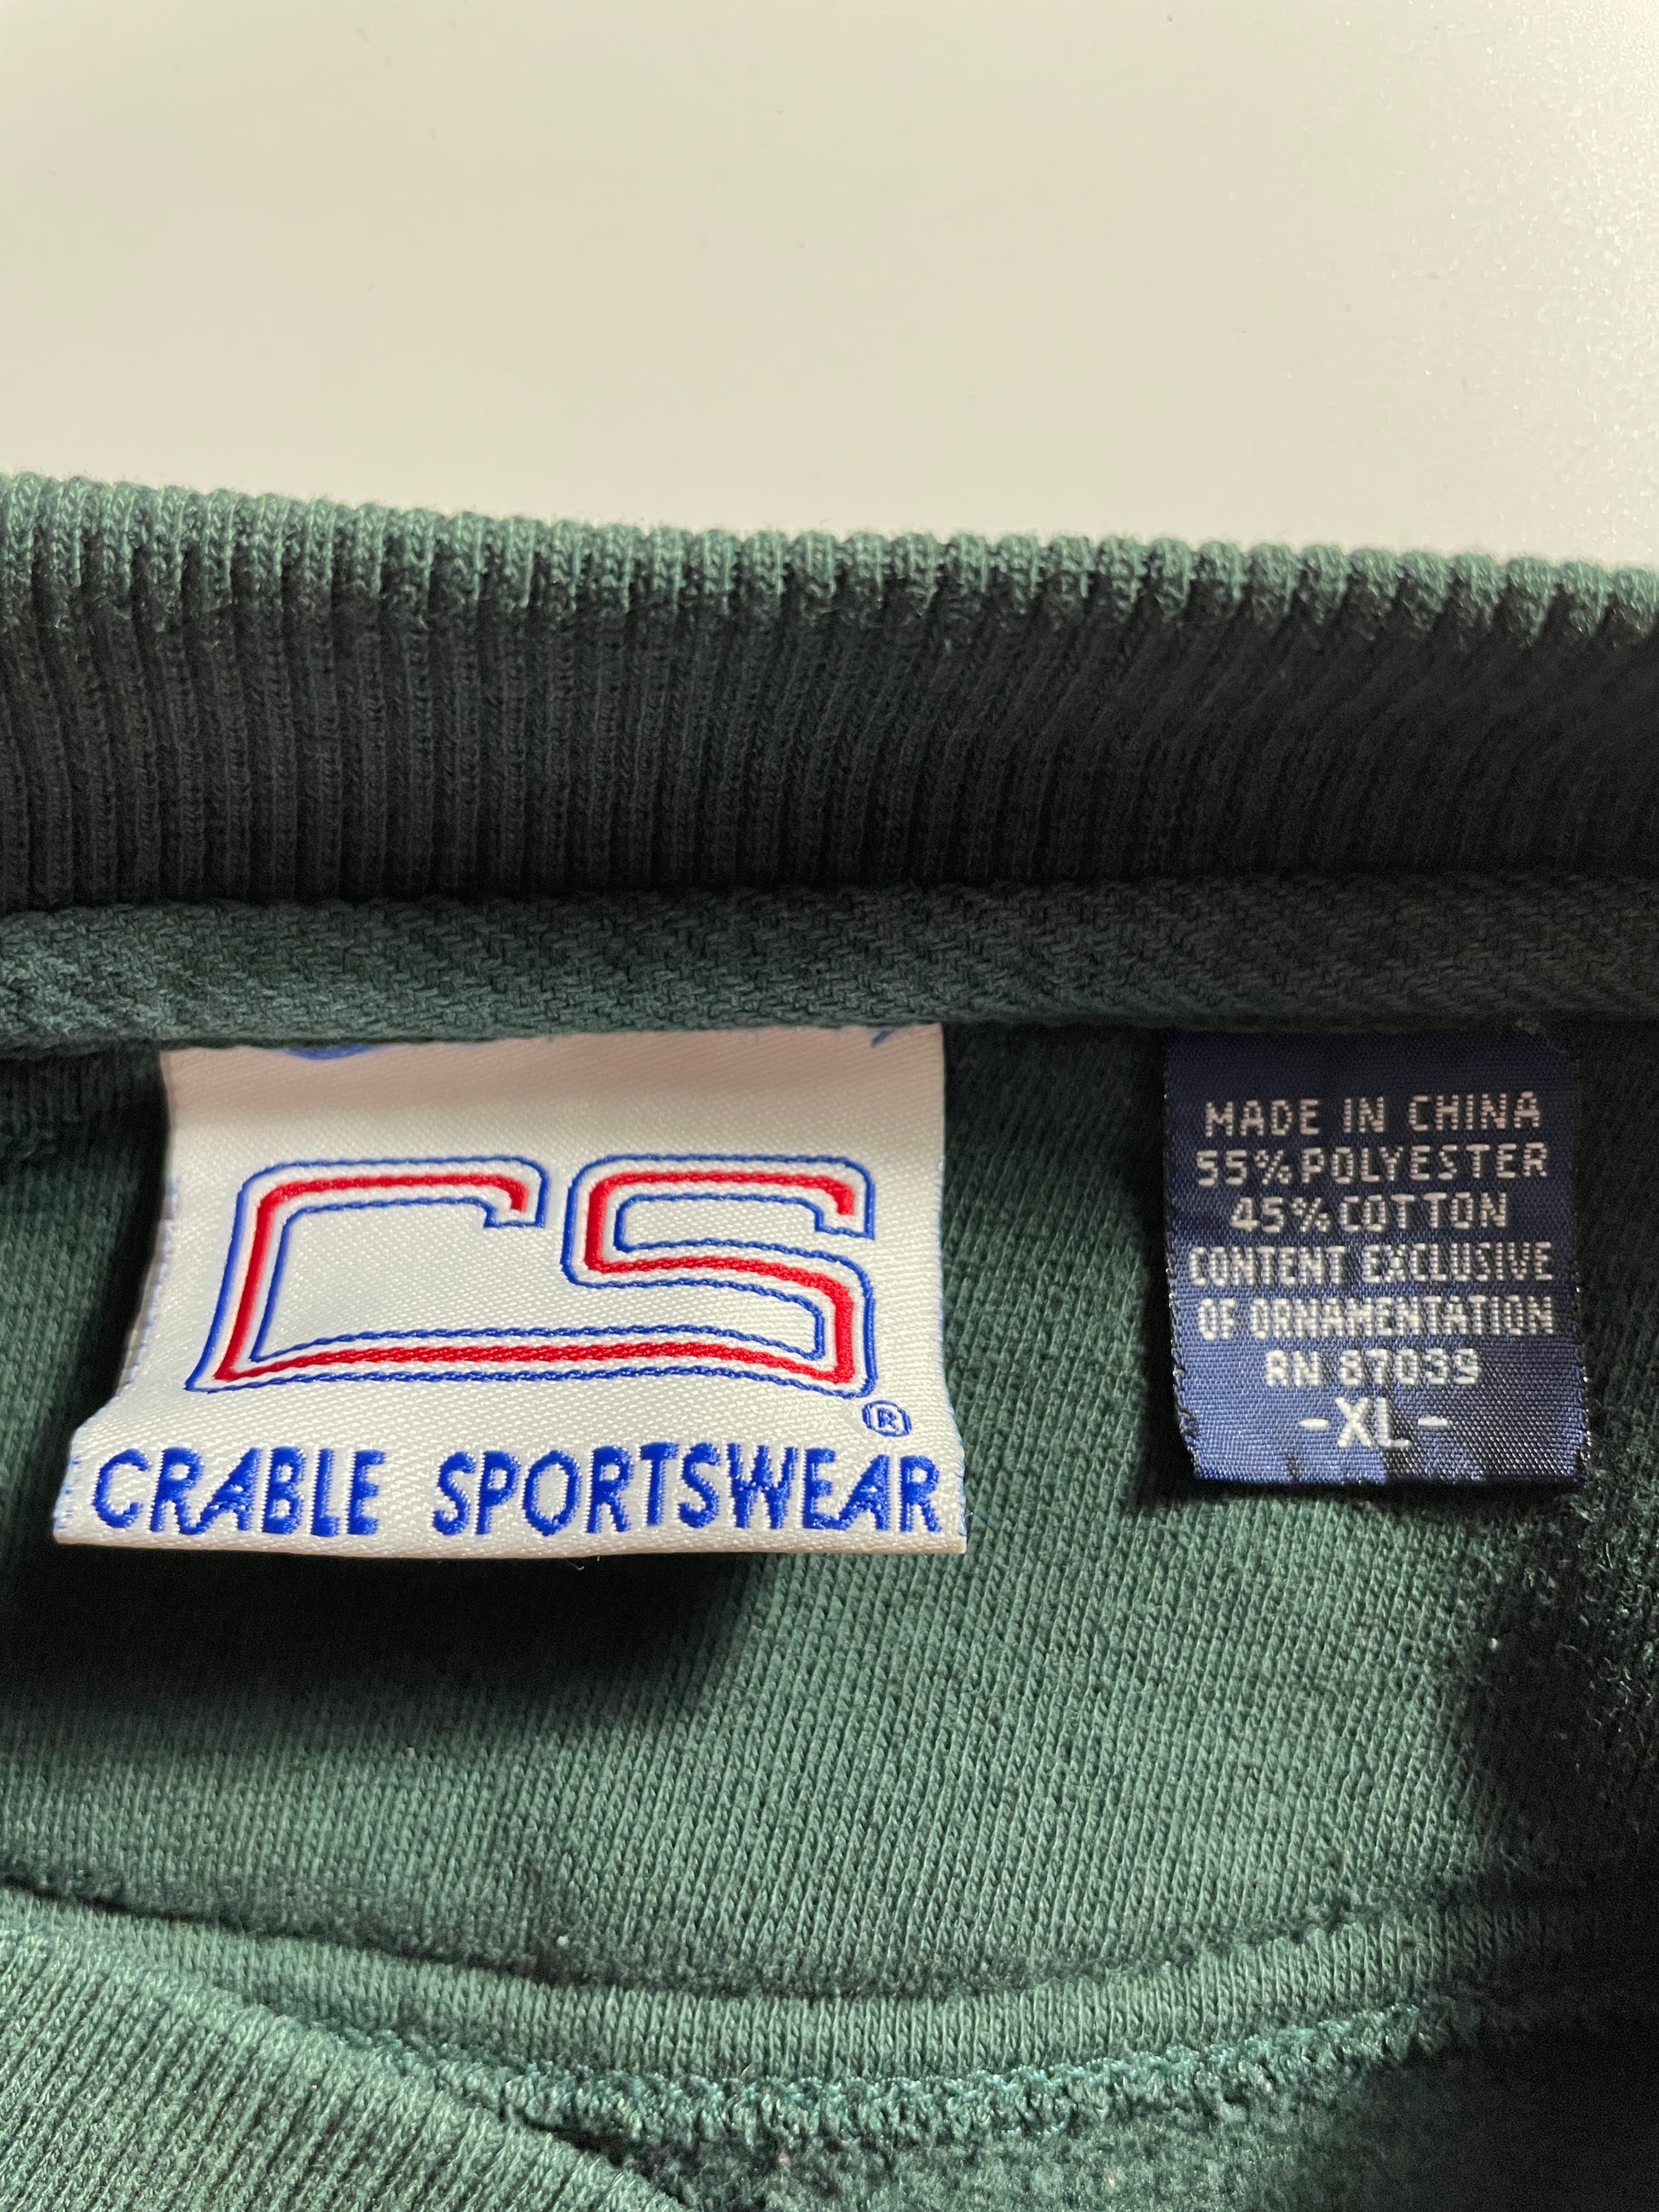 CS
®
CRABLE SPORTSWEAR
MADE IN CHINA
55%POLYESTER
45%COTTON
CONTENT EXCLUSIVE
OF ORNAMENTATION
RN 87039
-XL-